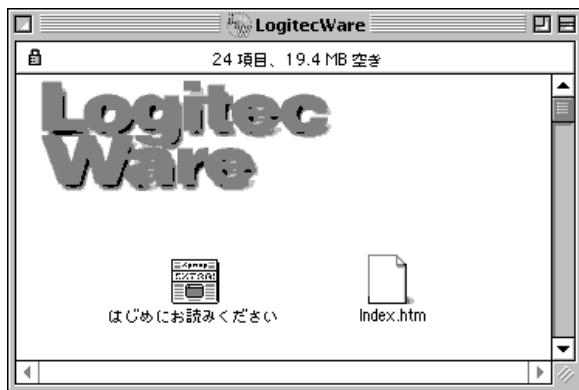 LogitecWare
24 項目、19.4 MB 空き
Logitec
Ware
EXTRA!
はじめにお読みください
Index.htm